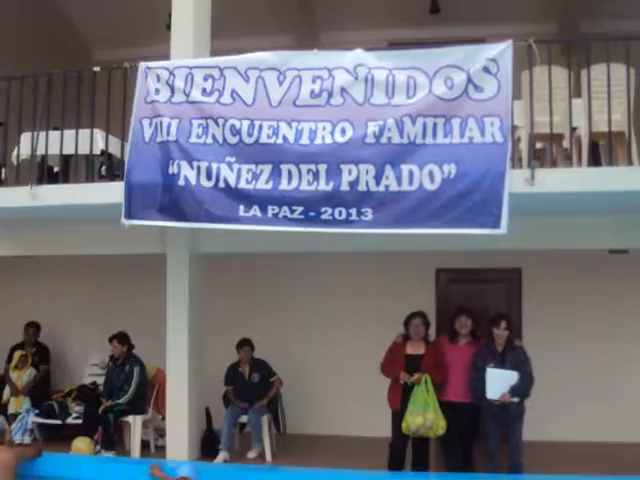 BIENVENIDOS
VIII ENCUENTRO FAMILIAR
"NUÑEZ DEL PRADO"
LA PAZ - 2013